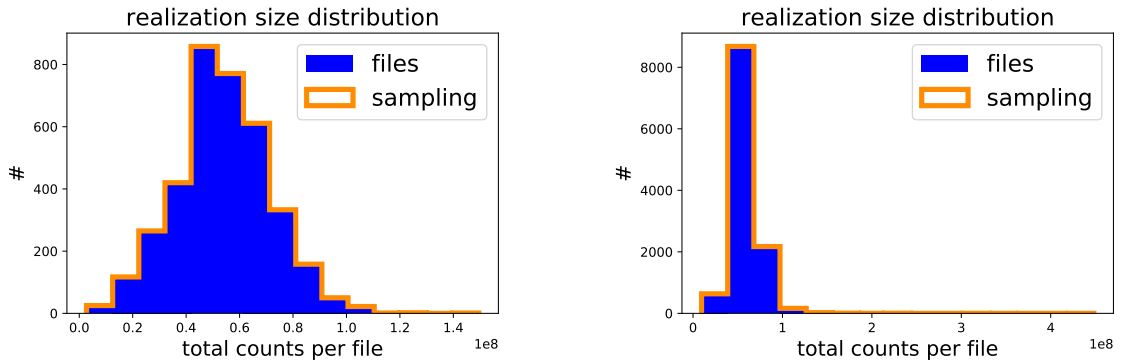 realization size distribution
files
sampling
#
800
600
400
200
0
0.0 0.2 0.4 0.6 0.8 1.0 1.2 1.4
1e8
total counts per file
realization size distribution
files
sampling
#
8000
6000
4000
2000
0
0 1 2 3 4
1e8
total counts per file